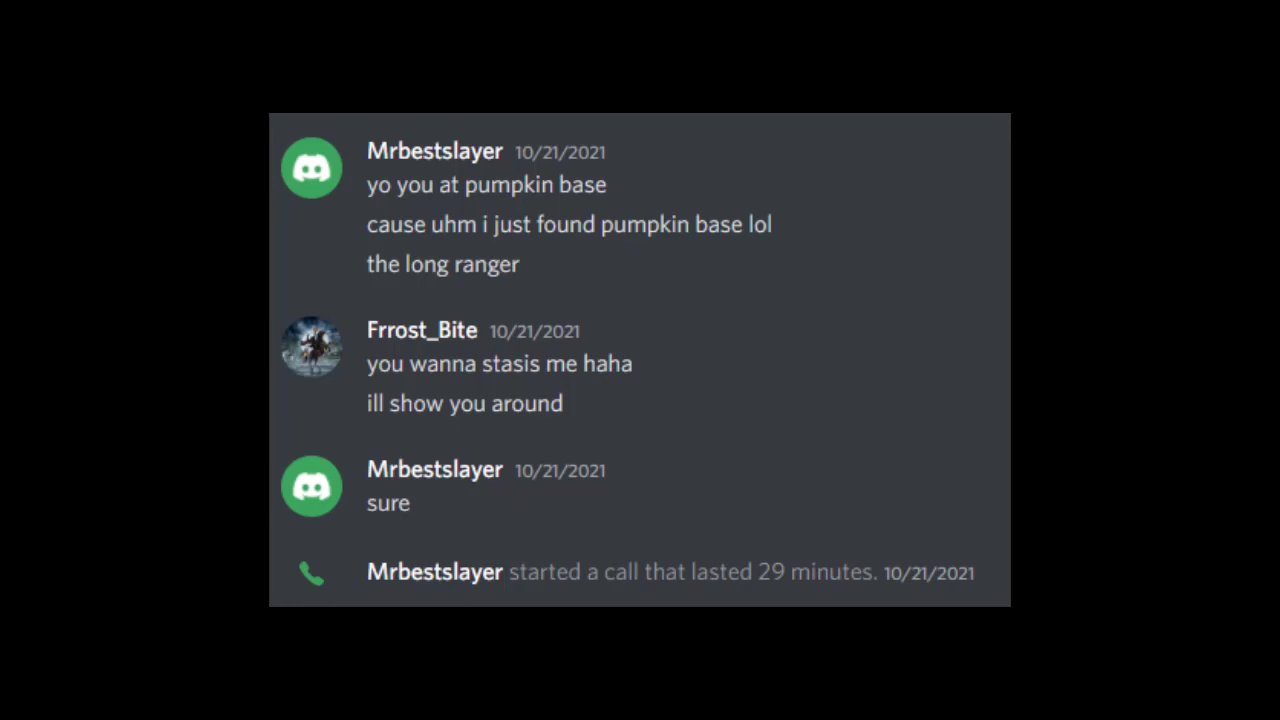 Mrbestslayer 10/21/2021
yo you at pumpkin base
cause uhm i just found pumpkin base lol
the long ranger
Frrost_Bite 10/21/2021
you wanna stasis me haha
ill show you around
Mrbestslayer 10/21/2021
sure
Mrbestslayer started a call that lasted 29 minutes. 10/21/2021